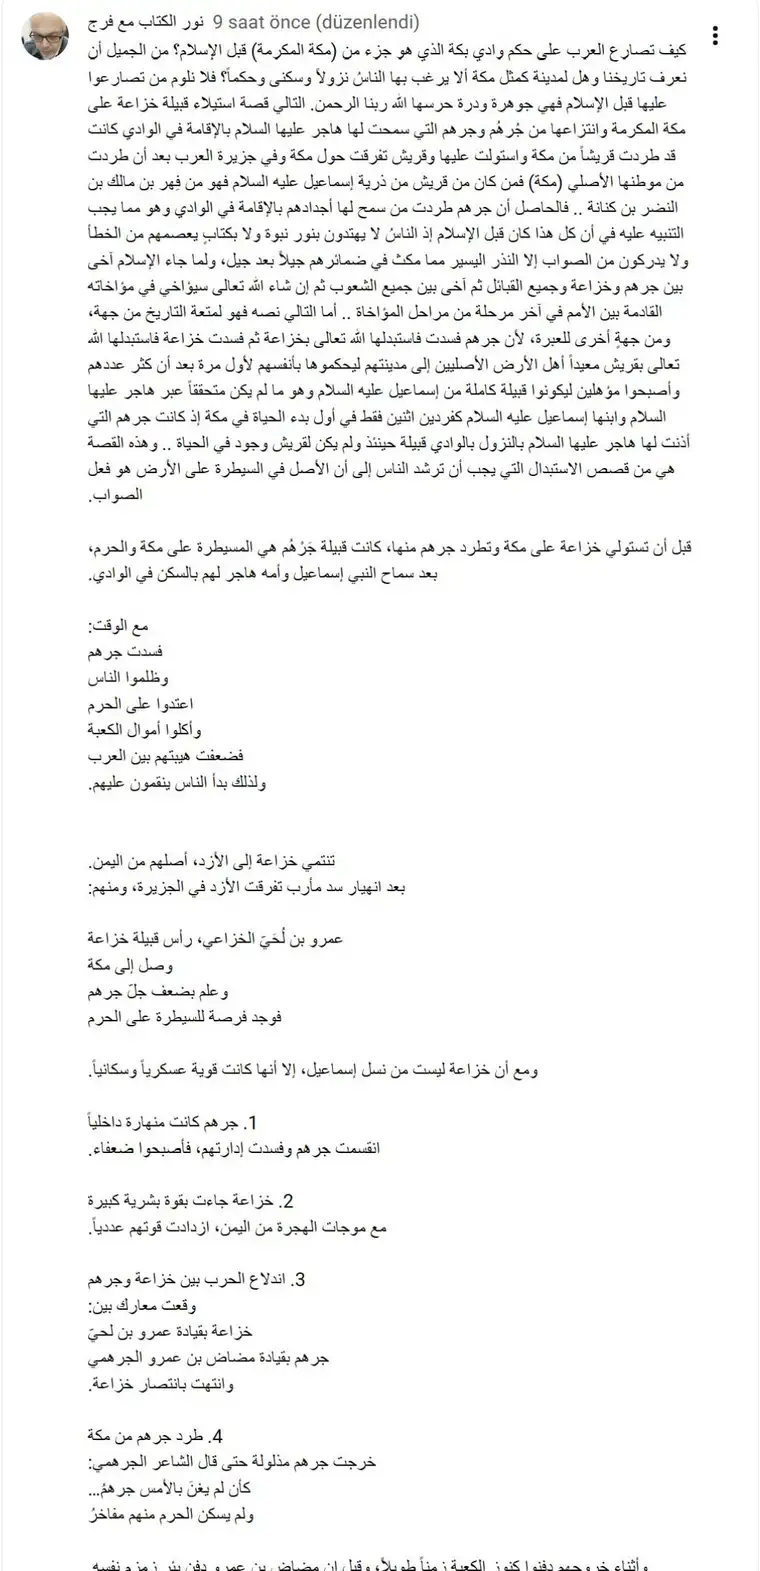 نور الكتاب مع فرج 9 saat önce (düzenlendi)
كيف تصارع العرب على حكم وادي بكة الذي هو جزء من (مكة المكرمة) قبل الإسلام؟ من الجميل أن
نعرف تاريخنا وهل لمدينة كمثل مكة ألا يرغب بها الناسُ نزولاً وسكنى وحكماً؟ فلا نلوم من تصارعوا
عليها قبل الإسلام فهي جوهرة ودرة حرسها الله ربنا الرحمن. التالي قصة استيلاء قبيلة خزاعة على
مكة المكرمة وانتزاعها من جُرهُم وجرهم التي سمحت لها هاجر عليها السلام بالإقامة في الوادي كانت
قد طردت قريشاً من مكة واستولت عليها وقريش تفرقت حول مكة وفي جزيرة العرب بعد أن طردت
من موطنها الأصلي (مكة) فمن كان من قريش من ذرية إسماعيل عليه السلام فهو من فِهر بن مالك بن
النضر بن كنانة .. فالحاصل أن جرهم طردت من سمح لها أجدادهم بالإقامة في الوادي وهو مما يجب
التنبيه عليه في أن كل هذا كان قبل الإسلام إذ الناسُ لا يهتدون بنور نبوة ولا بكتابٍ يعصمهم من الخطأ
ولا يدركون من الصواب إلا النذر اليسير مما مكث في ضمائرهم جيلاً بعد جيل، ولما جاء الإسلام آخى
بين جرهم وخزاعة وجميع القبائل ثم آخى بين جميع الشعوب ثم إن شاء الله تعالى سيؤاخي في مؤاخاته
القادمة بين الأمم في آخر مرحلة من مراحل المؤاخاة .. أما التالي نصه فهو لمتعة التاريخ من جهة،
ومن جهةٍ أخرى للعبرة، لأن جرهم فسدت فاستبدلها الله تعالى بخزاعة ثم فسدت خزاعة فاستبدلها الله
تعالى بقريش معيداً أهل الأرض الأصليين إلى مدينتهم ليحكموها بأنفسهم لأول مرة بعد أن كثر عددهم
وأصبحوا مؤهلين ليكونوا قبيلة كاملة من إسماعيل عليه السلام وهو ما لم يكن متحققاً عبر هاجر عليها
السلام وابنها إسماعيل عليه السلام كفردين اثنين فقط في أول بدء الحياة في مكة إذ كانت جرهم التي
أذنت لها هاجر عليها السلام بالنزول بالوادي قبيلة حينئذ ولم يكن لقريش وجود في الحياة .. وهذه القصة
هي من قصص الاستبدال التي يجب أن ترشد الناس إلى أن الأصل في السيطرة على الأرض هو فعل
الصواب.
قبل أن تستولي خزاعة على مكة وتطرد جرهم منها، كانت قبيلة جَرْهُم هي المسيطرة على مكة والحرم،
بعد سماح النبي إسماعيل وأمه هاجر لهم بالسكن في الوادي.
مع الوقت:
فسدت جرهم
وظلموا الناس
اعتدوا على الحرم
وأكلوا أموال الكعبة
فضعفت هيبتهم بين العرب
ولذلك بدأ الناس ينقمون عليهم.
تنتمي خزاعة إلى الأزد، أصلهم من اليمن.
بعد انهيار سد مأرب تفرقت الأزد في الجزيرة، ومنهم:
عمرو بن لُحَيّ الخزاعي، رأس قبيلة خزاعة
وصل إلى مكة
وعلم بضعف جلّ جرهم
فوجد فرصة للسيطرة على الحرم
ومع أن خزاعة ليست من نسل إسماعيل، إلا أنها كانت قوية عسكرياً وسكانياً.
1. جرهم كانت منهارة داخلياً
انقسمت جرهم وفسدت إدارتهم، فأصبحوا ضعفاء.
2. خزاعة جاءت بقوة بشرية كبيرة
مع موجات الهجرة من اليمن، ازدادت قوتهم عددياً.
3. اندلاع الحرب بين خزاعة وجرهم
وقعت معارك بين:
خزاعة بقيادة عمرو بن لحيّ
جرهم بقيادة مضاض بن عمرو الجرهمي
وانتهت بانتصار خزاعة.
4. طرد جرهم من مكة
خرجت جرهم مذلولة حتى قال الشاعر الجرهمي:
كأن لم يغنَ بالأمس جرهمُ...
ولم يسكن الحرم منهم مفاخرُ
وأثناء خروجهم دفنوا كنوز الكعبة زمناً طويلاً، وقيل إن مضاض بن عمرو دفن بئر زمزم نفسه.